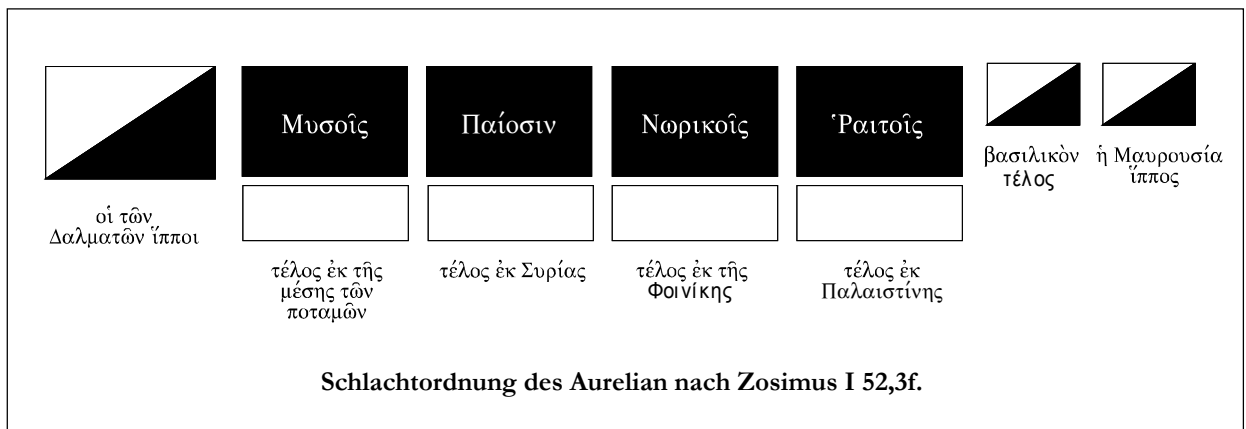 Μυσοῖς
Παίοσιν
Νωρικοῖς
Ῥαιτοῖς
οἱ τῶν
Δαλματῶν ἵπποι
τέλος ἐκ τῆς
μέσης τῶν
ποταμῶν
τέλος ἐκ Συρίας
τέλος ἐκ τῆς
Φοινίκης
τέλος ἐκ
Παλαιστίνης
βασιλικὸν
τέλος
ἡ Μαυρουσία
ἵππος
Schlachtordnung des Aurelian nach Zosimus I 52,3f.